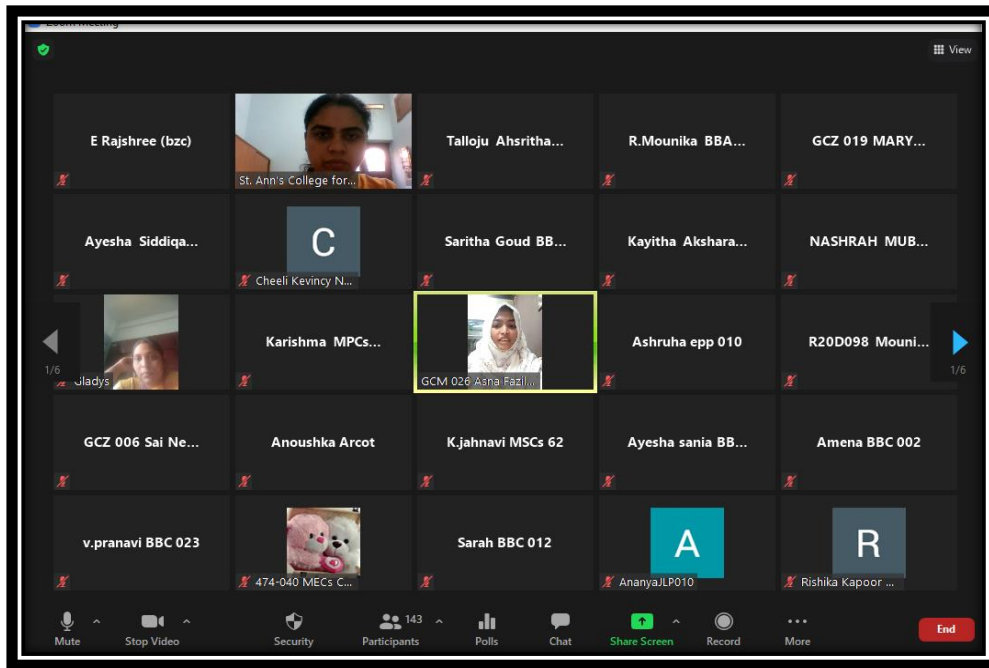 Zoom Meeting
View
E Rajshree (bzc)
St. Ann's College for...
Talloju Ahsritha...
R.Mounika BBA...
GCZ 019 MARY...
Ayesha Siddiqa...
C
Cheeli Kevincy N...
Saritha Goud BB...
Kayitha Akshara...
NASHRAH MUB...
1/6
Gladys
Karishma MPCs...
GCM 026 Asna Fazil...
Ashruha epp 010
R20D098 Mouni...
1/6
GCZ 006 Sai Ne...
Anoushka Arcot
K.jahnavi MSCs 62
Ayesha sania BB...
Amena BBC 002
v.pranavi BBC 023
474-040 MECs C...
Sarah BBC 012
A
AnanyaJLP010
R
Rishika Kapoor ...
Mute
Stop Video
Security
143
Participants
Polls
Chat
Share Screen
Record
More
End